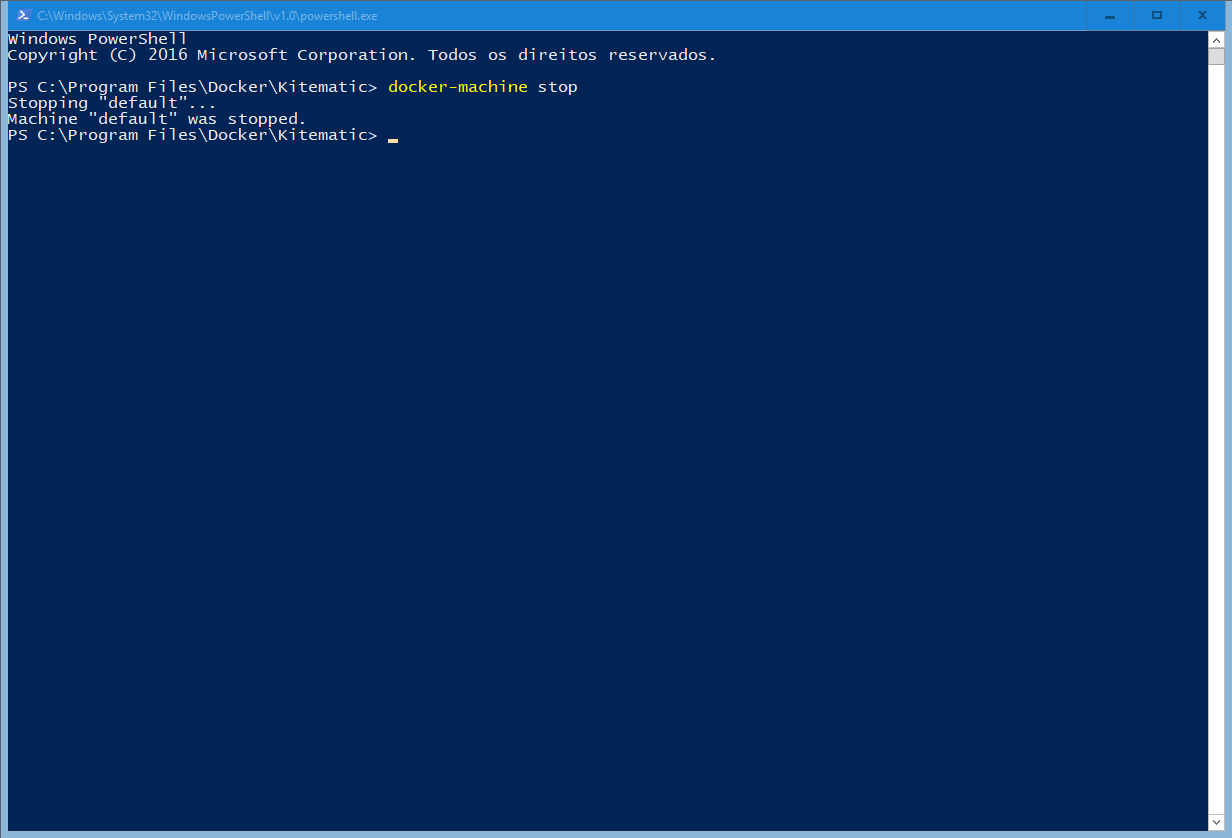 C:\Windows\System32\WindowsPowerShell\v1.0\powershell.exe
Windows PowerShell
Copyright (C) 2016 Microsoft Corporation. Todos os direitos reservados.
PS C:\Program Files\Docker\Kitematic> docker-machine stop
Stopping "default"...
Machine "default" was stopped.
PS C:\Program Files\Docker\Kitematic>